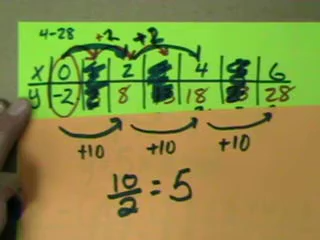 4-28 +2 +2
x 0 2 4 6
y -2 8 18 28
+10 +10 +10
10/2 = 5